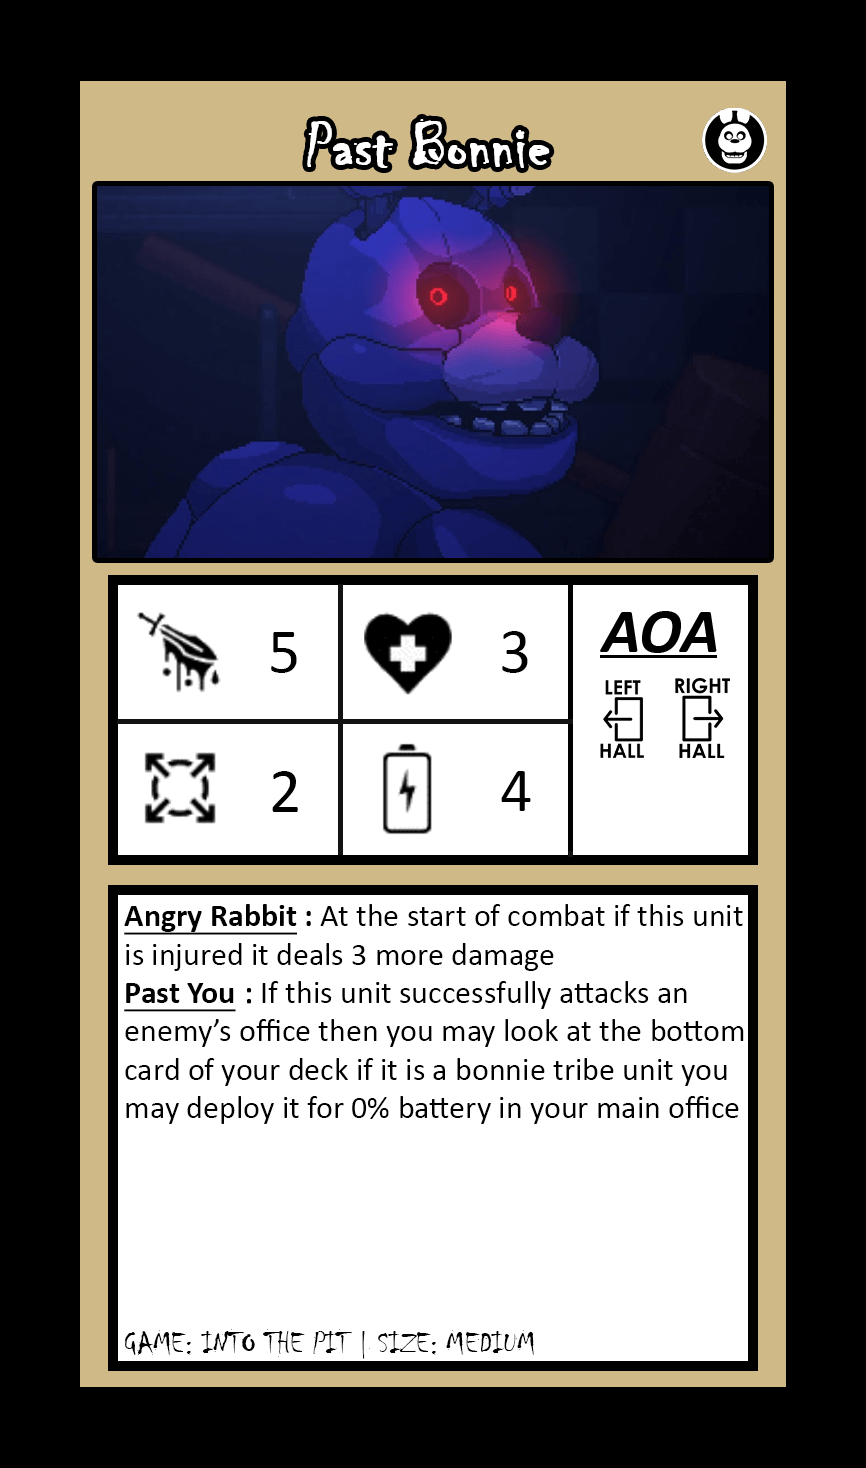 Past Bonnie
5
3
AOA
LEFT
RIGHT
HALL
HALL
2
4
Angry Rabbit : At the start of combat if this unit
is injured it deals 3 more damage
Past You : If this unit successfully attacks an
enemy’s office then you may look at the bottom
card of your deck if it is a bonnie tribe unit you
may deploy it for 0% battery in your main office
GAME: INTO THE PIT | SIZE: MEDIUM